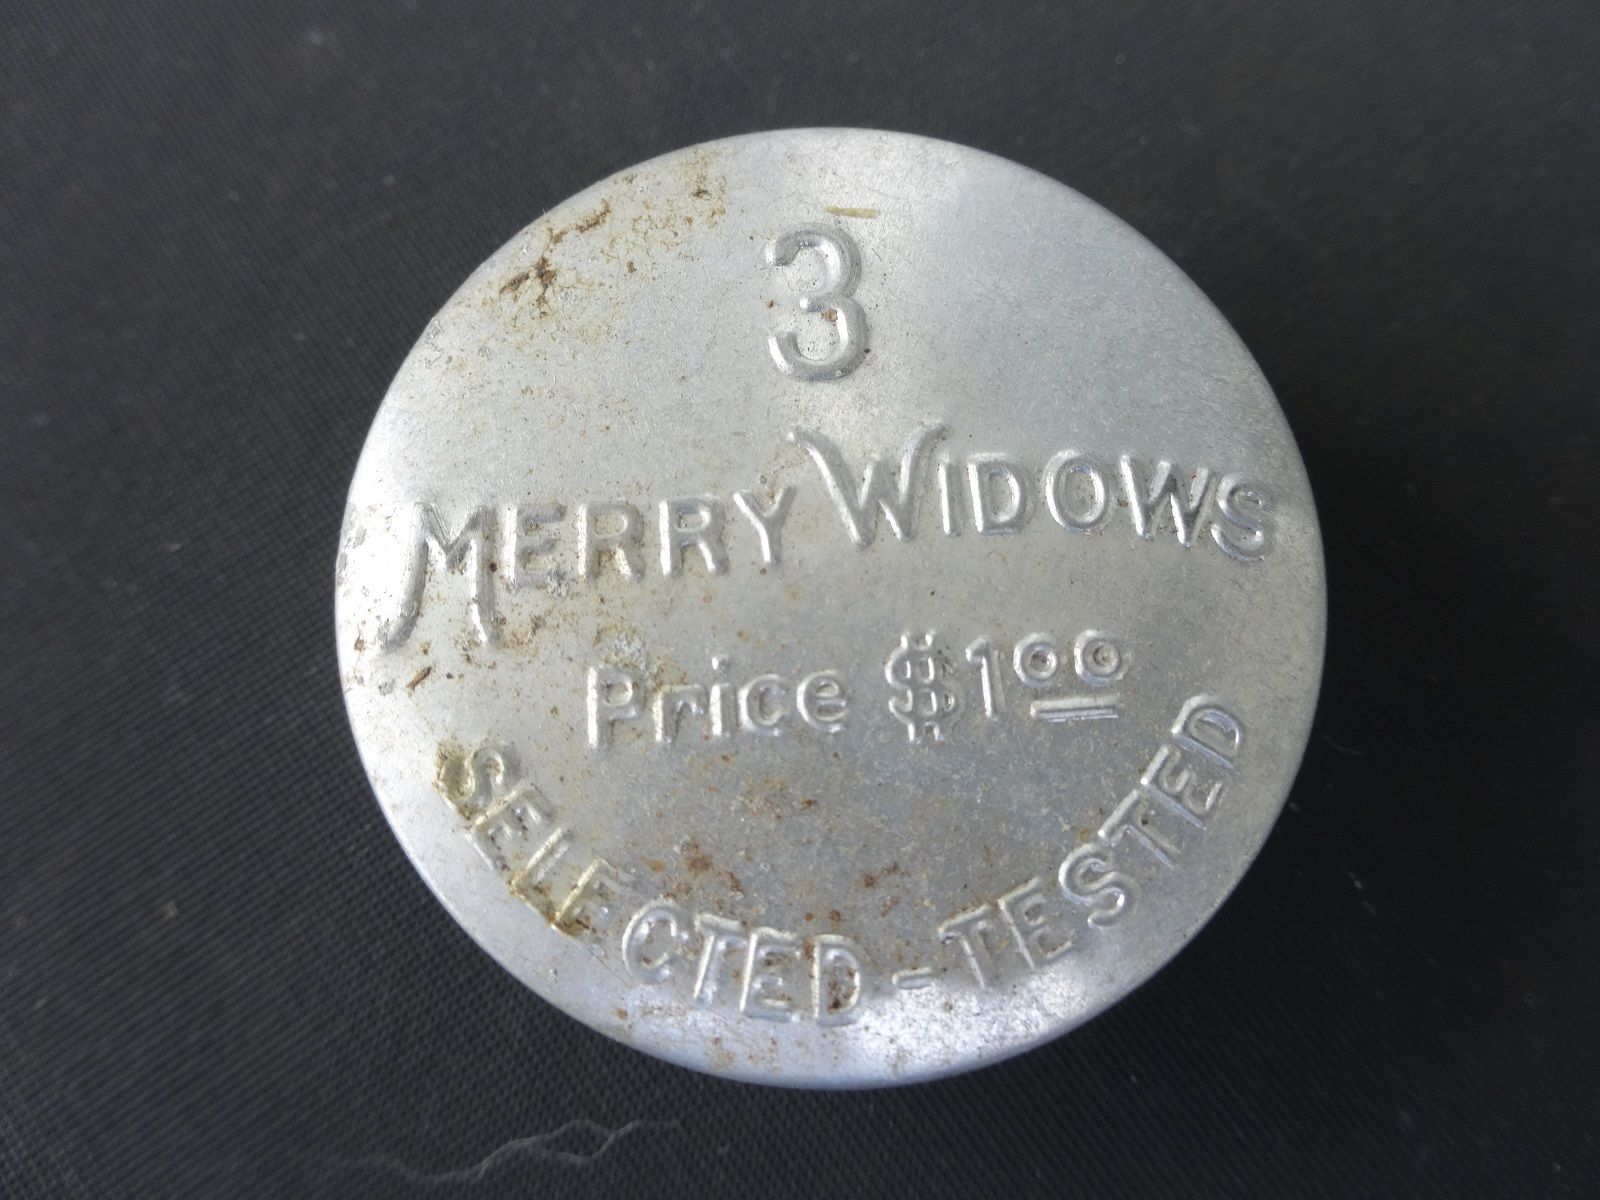 3
MERRY WIDOWS
Price $1.00
SELECTED-TESTED